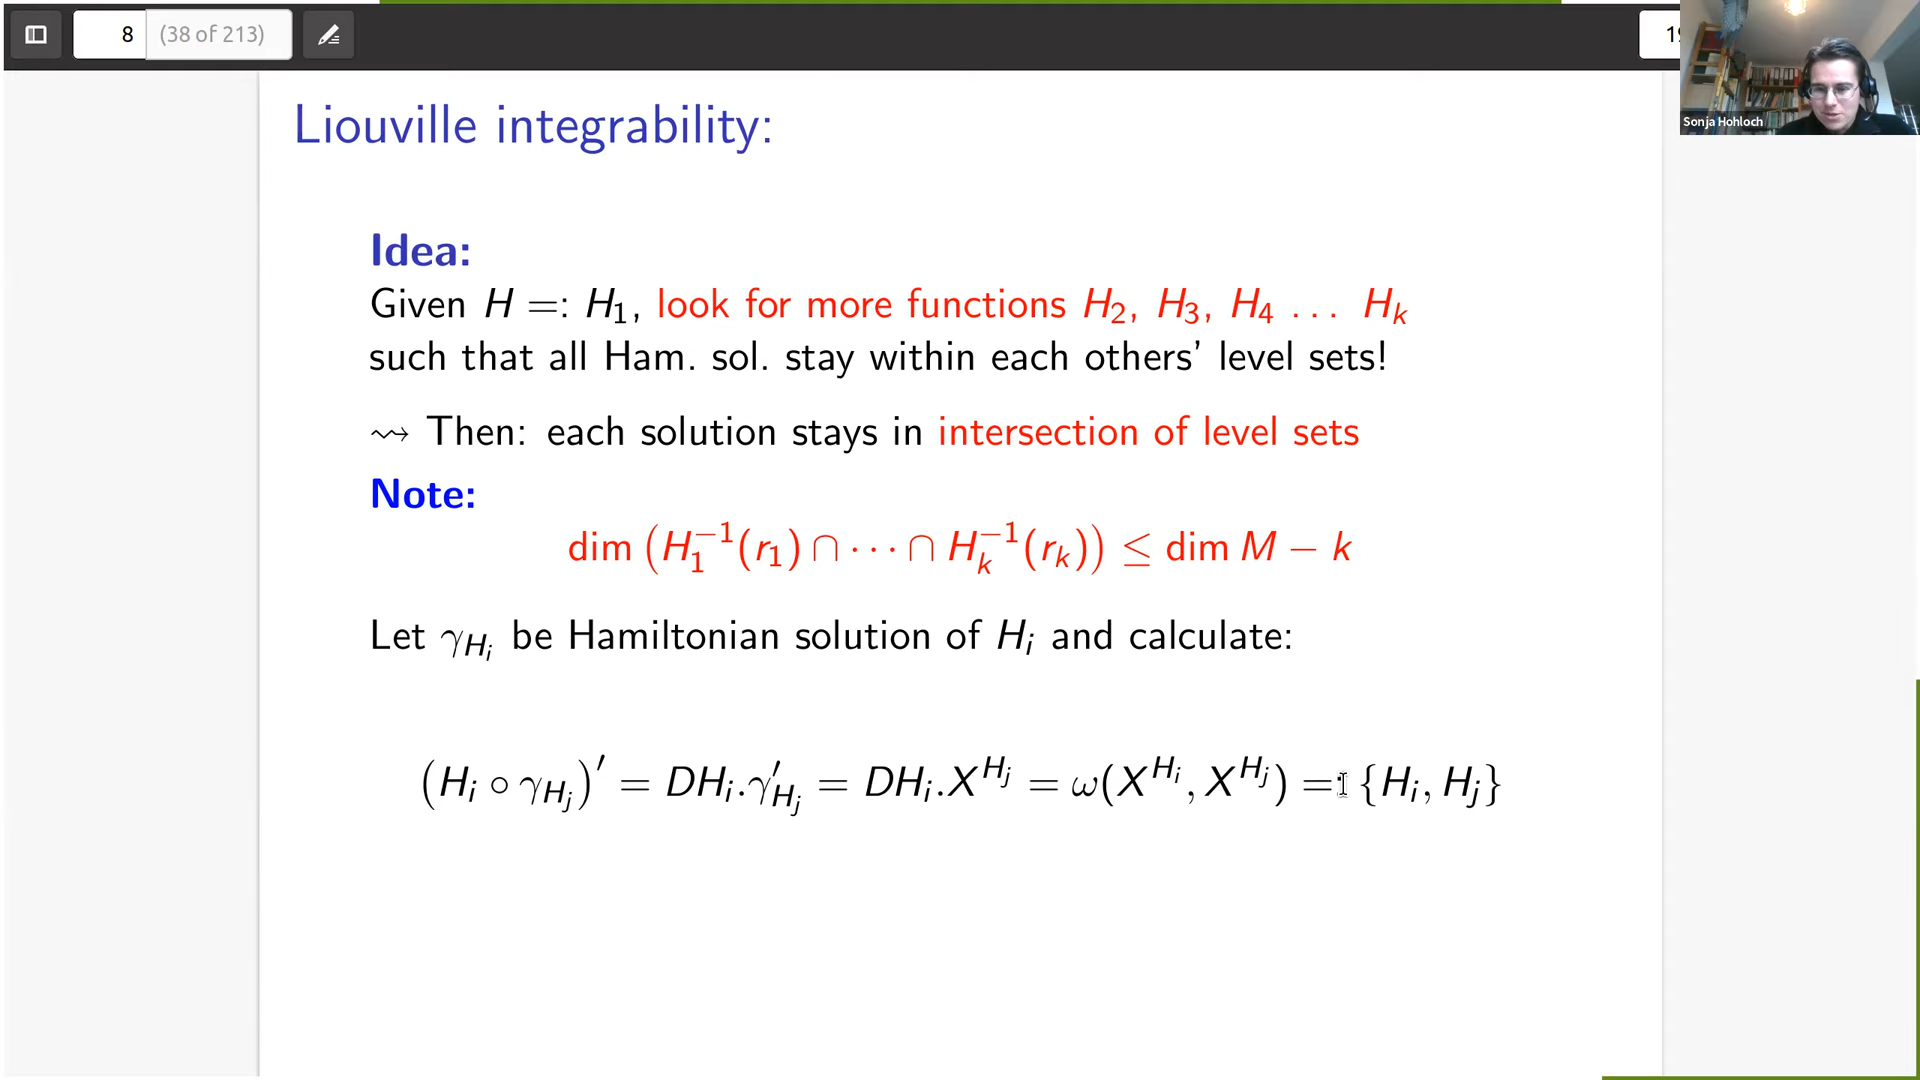 8 (38 of 213)
Sonja Hohloch
Liouville integrability:
Idea:
Given H =: H₁, look for more functions H₂, H₃, H₄ … Hₖ
such that all Ham. sol. stay within each others' level sets!
⇝ Then: each solution stays in intersection of level sets
Note:
dim (H₁⁻¹(r₁) ∩ ⋯ ∩ Hₖ⁻¹(rₖ)) ≤ dim M − k
Let γ_{H_i} be Hamiltonian solution of H_i and calculate:
(H_i ∘ γ_{H_j})′ = DH_i.γ′_{H_j} = DH_i.X^{H_j} = ω(X^{H_i}, X^{H_j}) =: {H_i, H_j}